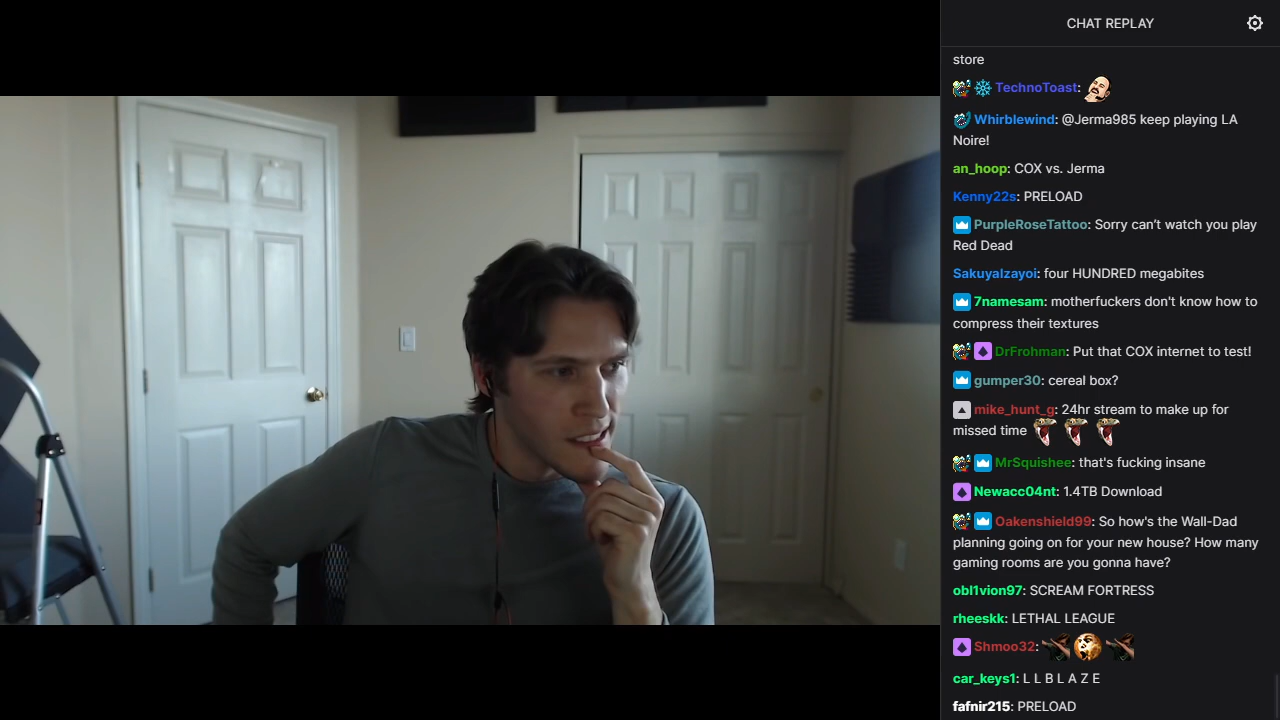 CHAT REPLAY
store
TechnoToast:
Whirblewind: @Jerma985 keep playing LA
Noire!
an_hoop: COX vs. Jerma
Kenny22s: PRELOAD
PurpleRoseTattoo: Sorry can’t watch you play
Red Dead
SakuyaIzayoi: four HUNDRED megabites
7namesam: motherfuckers don't know how to
compress their textures
DrFrohman: Put that COX internet to test!
gumper30: cereal box?
mike_hunt_g: 24hr stream to make up for
missed time
MrSquishee: that's fucking insane
Newacc04nt: 1.4TB Download
Oakenshield99: So how's the Wall-Dad
planning going on for your new house? How many
gaming rooms are you gonna have?
obl1vion97: SCREAM FORTRESS
rheeskk: LETHAL LEAGUE
Shmoo32:
car_keys1: L L B L A Z E
fafnir215: PRELOAD